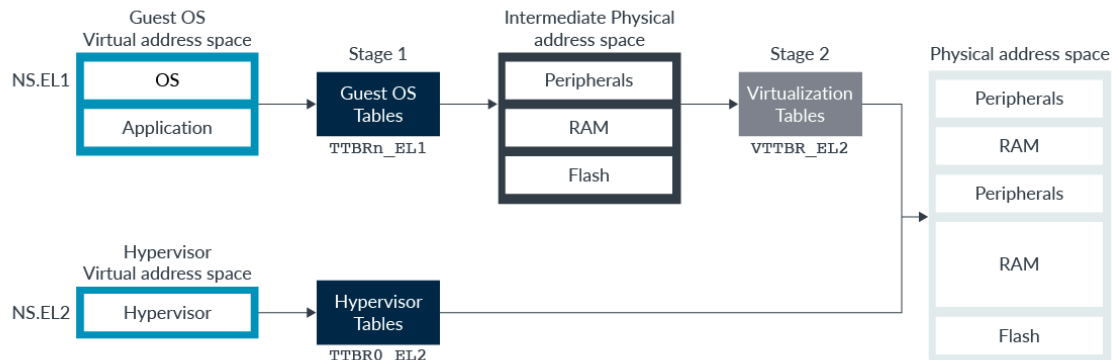 Guest OS
Virtual address space
NS.EL1
OS
Application
Stage 1
Guest OS
Tables
TTBRn_EL1
Intermediate Physical
address space
Peripherals
RAM
Flash
Stage 2
Virtualization
Tables
VTTBR_EL2
Physical address space
Peripherals
RAM
Peripherals
RAM
Flash
Hypervisor
Virtual address space
NS.EL2
Hypervisor
Hypervisor
Tables
TTBR0_EL2